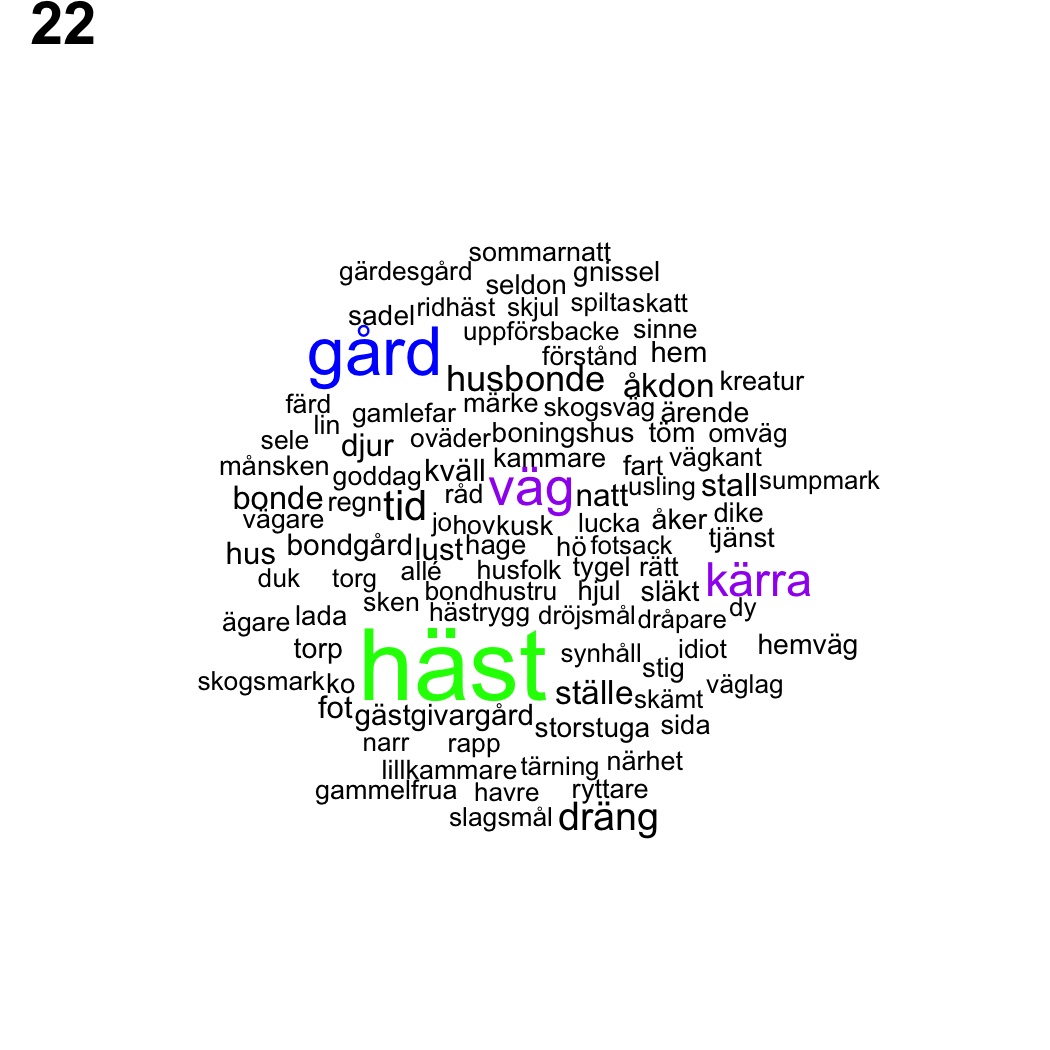 22
sommarnatt
gärdesgård gnissel
seldon
sadel ridhäst skjul spilta skatt
uppförsbacke sinne
gård förstånd hem
husbonde åkdon kreatur
färd gamlefar märke skogsväg ärende
lin
sele djur oväder boningshus töm omväg
månsken goddag kväll kammare fart vägkant
bonde regn tid råd väg natt usling stall sumpmark
vägare jo hovkusk lucka åker dike
hus bondgård lust hage hö fotsack tjänst
duk torg allé husfolk tygel rätt kärra
sken bondhustru hjul släkt
ägare lada hästrygg dröjsmål dråpare dy
torp häst synhåll idiot hemväg
skogsmark ko stig
fot ställe skämt väglag
gästgivargård storstuga sida
narr rapp
lillkammare tärning närhet
gammelfrua havre ryttare
slagsmål dräng